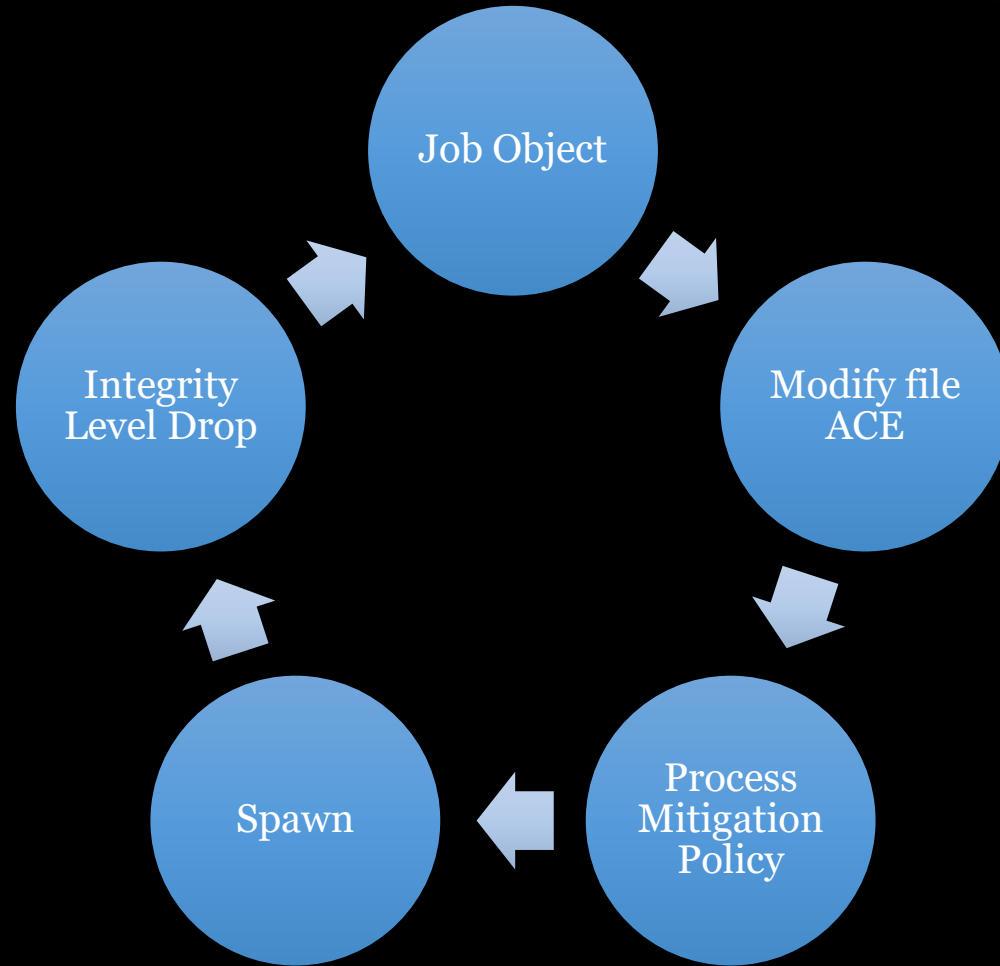 Job Object
Modify file
ACE
Process
Mitigation
Policy
Spawn
Integrity
Level Drop